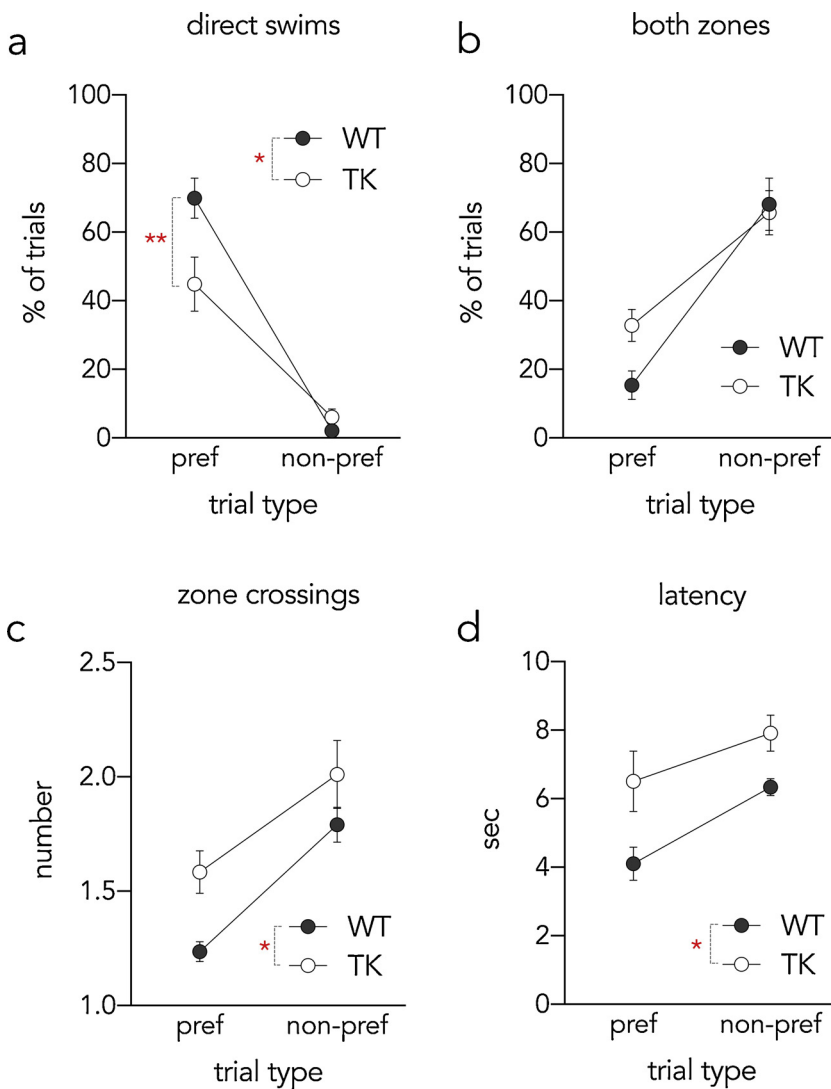 a
direct swims
100
80
60
40
20
0
% of trials
*
WT
TK
**
pref
non-pref
trial type
b
both zones
100
80
60
40
20
0
% of trials
WT
TK
pref
non-pref
trial type
c
zone crossings
2.5
2.0
1.5
1.0
number
*
WT
TK
pref
non-pref
trial type
d
latency
10
8
6
4
2
0
sec
*
WT
TK
pref
non-pref
trial type